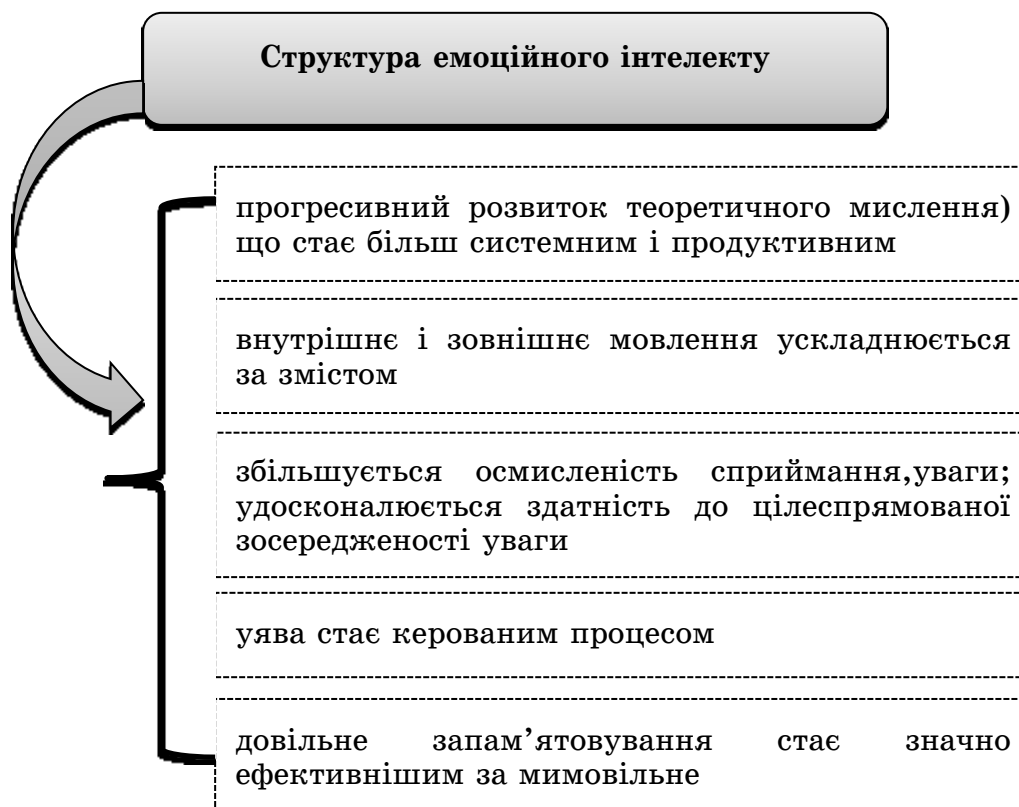 Структура емоційного інтелекту
прогресивний розвиток теоретичного мислення)
що стає більш системним і продуктивним
внутрішнє і зовнішнє мовлення ускладнюється
за змістом
збільшується осмисленість сприймання,уваги;
удосконалюється здатність до цілеспрямованої
зосередженості уваги
уява стає керованим процесом
довільне запам’ятовування стає значно
ефективнішим за мимовільне